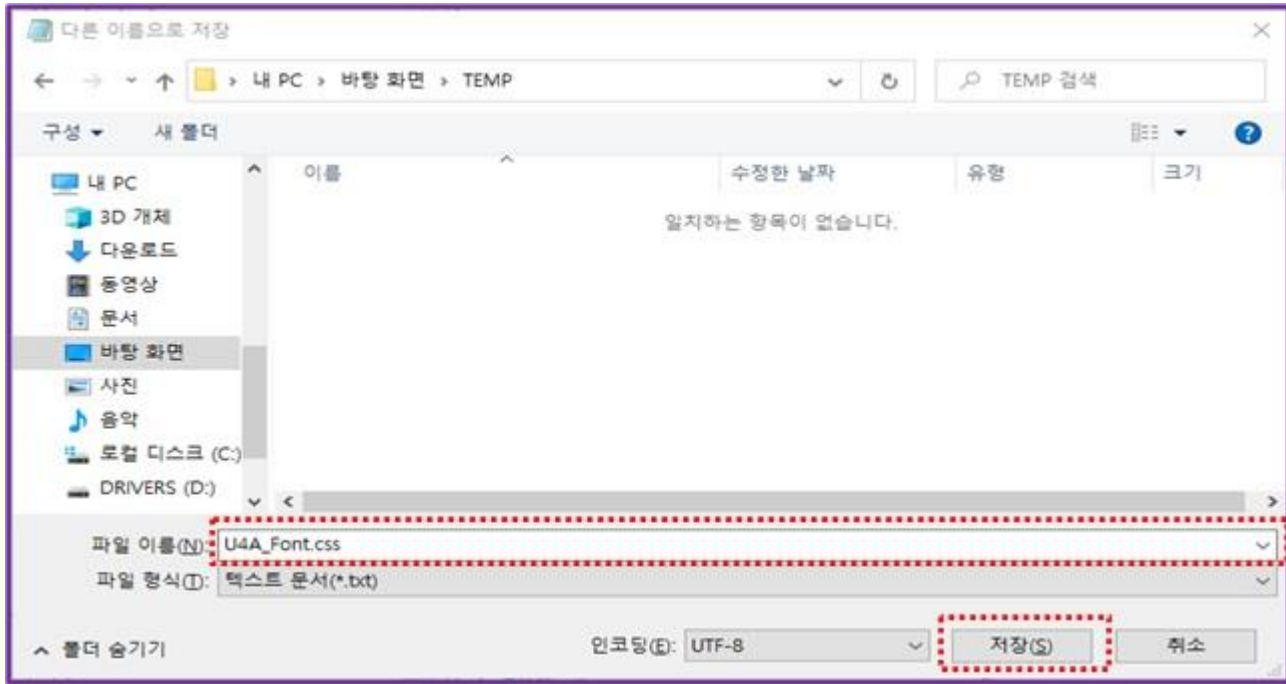 다른 이름으로 저장
내 PC › 바탕 화면 › TEMP
TEMP 검색
구성
새 폴더
이름 수정한 날짜 유형 크기
일치하는 항목이 없습니다.
내 PC
3D 개체
다운로드
동영상
문서
바탕 화면
사진
음악
로컬 디스크 (C:)
DRIVERS (D:)
파일 이름(N): U4A_Font.css
파일 형식(T): 텍스트 문서(*.txt)
폴더 숨기기
인코딩(E): UTF-8
저장(S)
취소